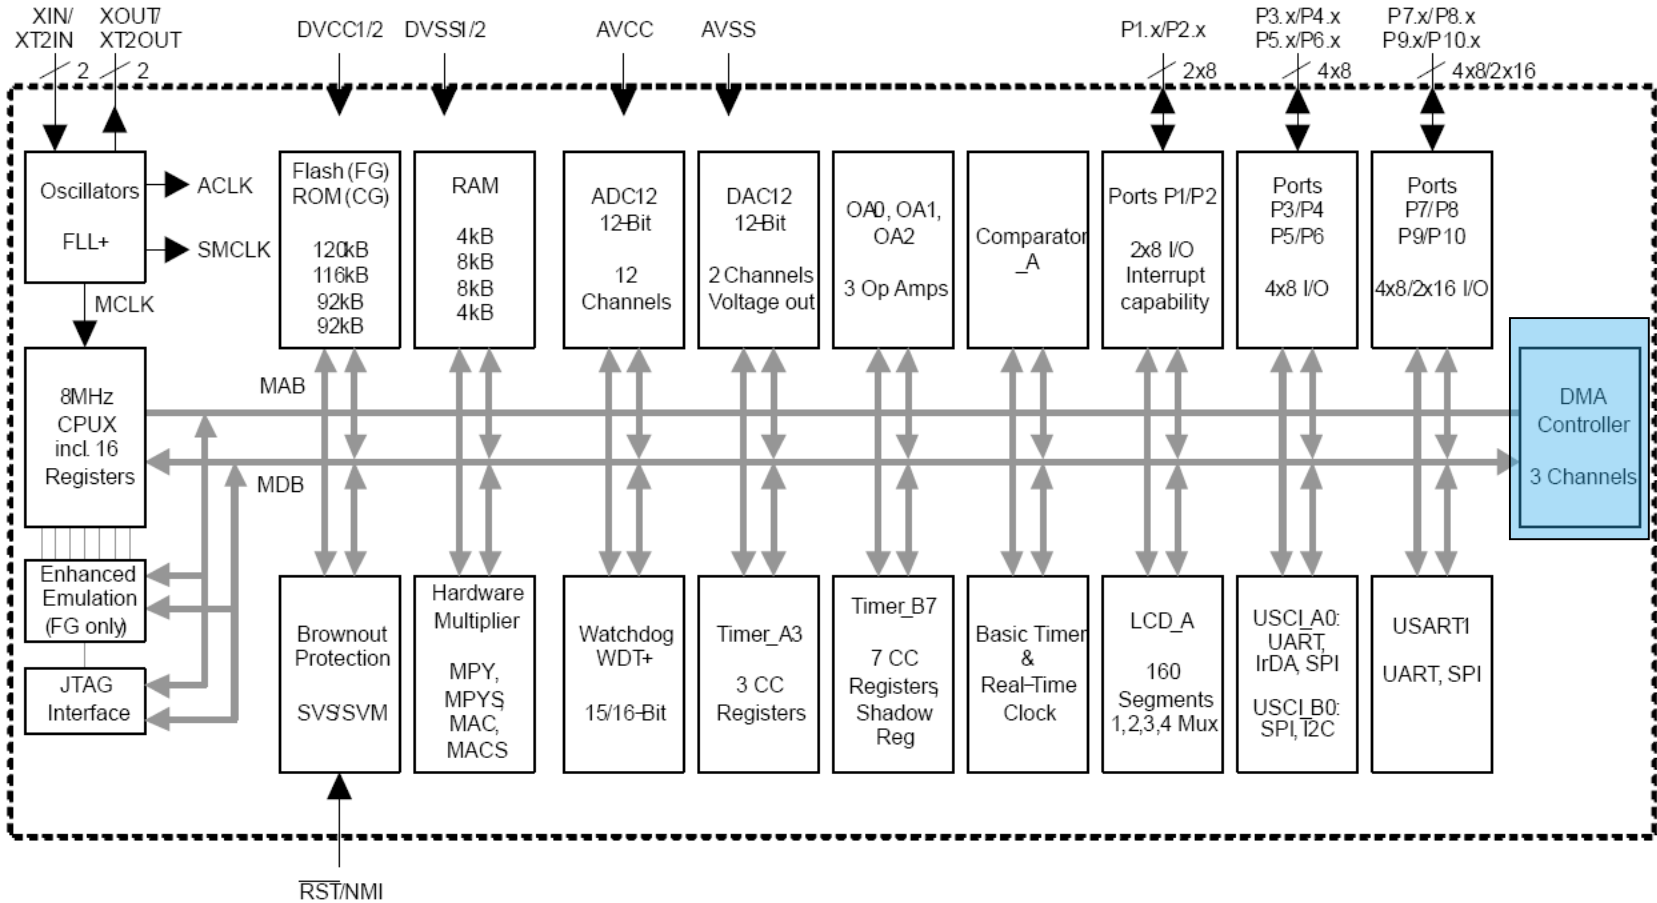 XIN/
XT2IN
2
XOUT/
XT2OUT
2
DVCC1/2
DVSS1/2
AVCC
AVSS
P1.x/P2.x
2x8
P3.x/P4.x
P5.x/P6.x
4x8
P7.x/P8.x
P9.x/P10.x
4x8/2x16
Oscillators
FLL+
ACLK
SMCLK
MCLK
Flash (FG)
ROM (CG)
120kB
116kB
92kB
92kB
RAM
4kB
8kB
8kB
4kB
ADC12
12-Bit
12
Channels
DAC12
12-Bit
2 Channels
Voltage out
OA0, OA1,
OA2
3 Op Amps
Comparator
_A
Ports P1/P2
2x8 I/O
Interrupt
capability
Ports
P3/P4
P5/P6
4x8 I/O
Ports
P7/P8
P9/P10
4x8/2x16 I/O
8MHz
CPUX
incl. 16
Registers
MAB
MDB
DMA
Controller
3 Channels
Enhanced
Emulation
(FG only)
JTAG
Interface
Brownout
Protection
SVS/SVM
Hardware
Multiplier
MPY,
MPYS,
MAC,
MACS
Watchdog
WDT+
15/16-Bit
Timer_A3
3 CC
Registers
Timer_B7
7 CC
Registers,
Shadow
Reg
Basic Timer
&
Real-Time
Clock
LCD_A
160
Segments
1,2,3,4 Mux
USCI_A0:
UART,
IrDA, SPI
USCI_B0:
SPI, I2C
USART1
UART, SPI
RST/NMI